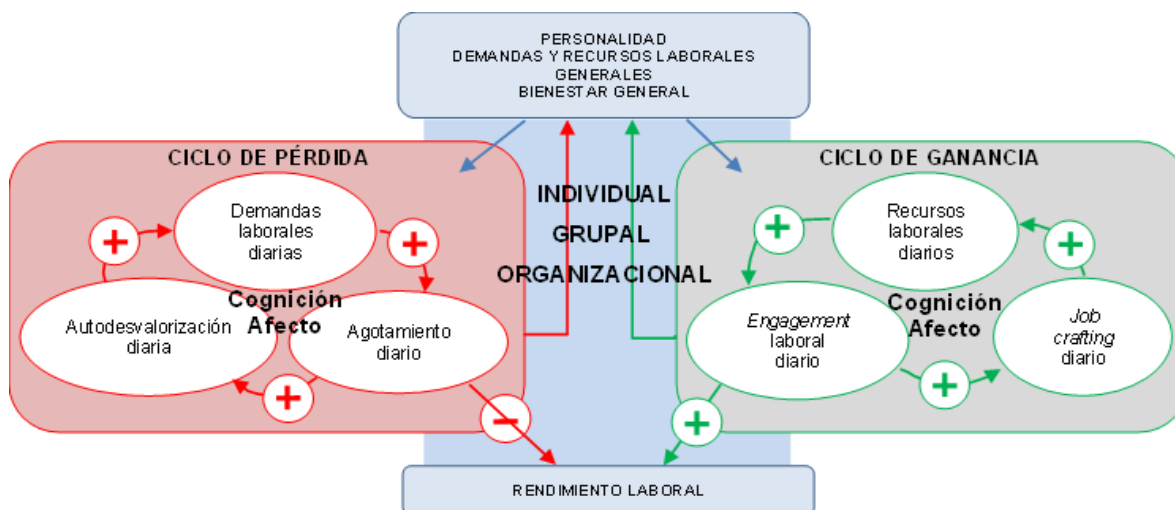 PERSONALIDAD
DEMANDAS Y RECURSOS LABORALES
GENERALES
BIENESTAR GENERAL
CICLO DE PÉRDIDA
Demandas
laborales
diarias
+
+
Cognición
Afecto
Autodesvalorización
diaria
Agotamiento
diario
+
−
INDIVIDUAL
GRUPAL
ORGANIZACIONAL
CICLO DE GANANCIA
Recursos
laborales
diarios
+
+
Cognición
Afecto
Engagement
laboral
diario
Job
crafting
diario
+
+
RENDIMIENTO LABORAL